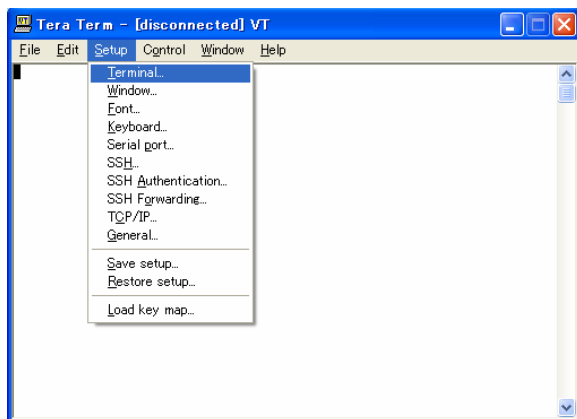 Tera Term - [disconnected] VT
File Edit Setup Control Window Help
Terminal...
Window...
Font...
Keyboard...
Serial port...
SSH...
SSH Authentication...
SSH Forwarding...
TCP/IP...
General...
Save setup...
Restore setup...
Load key map...